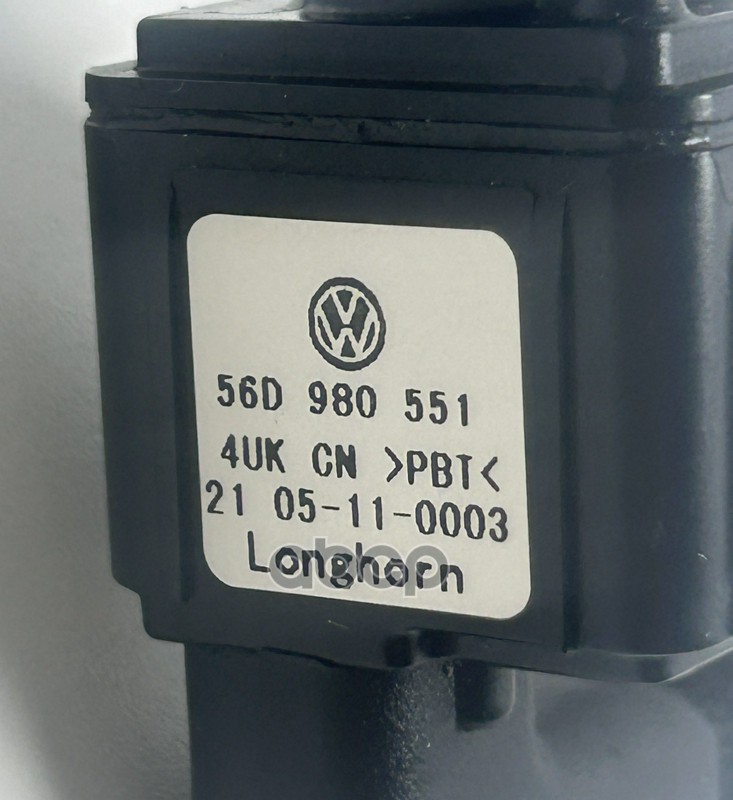 56D 980 551
4UK CN >PBT<
21 05-11-0003
Longhorn